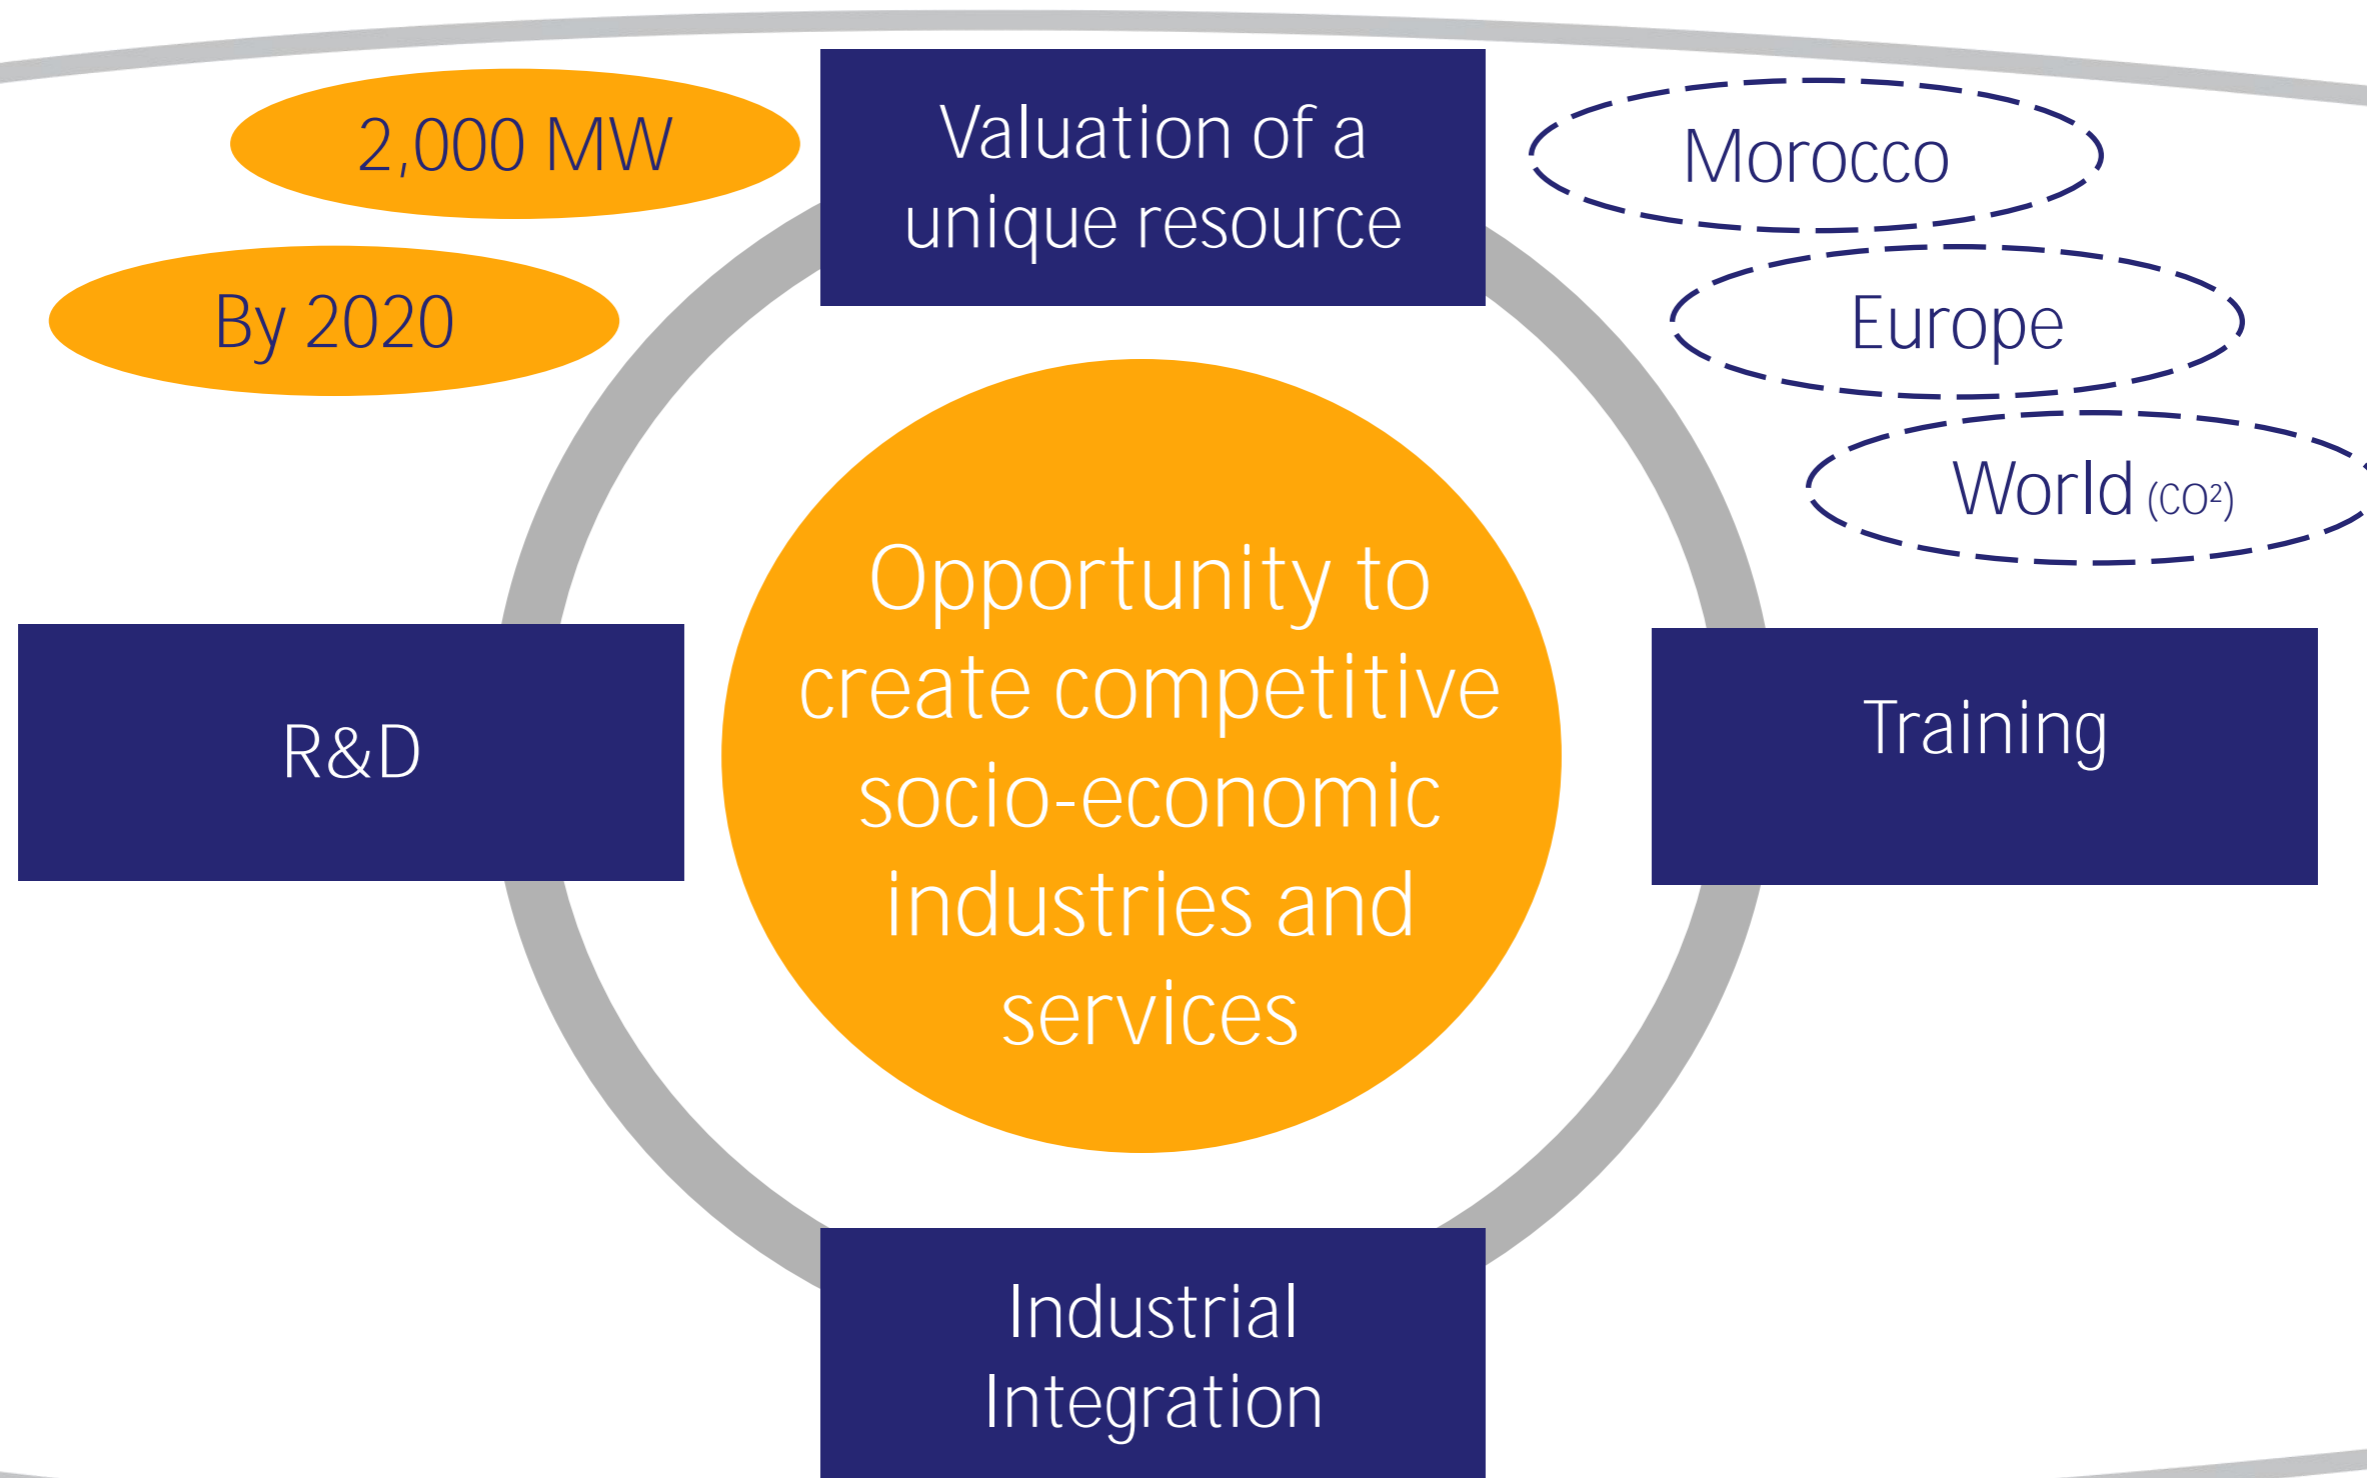 2,000 MW
By 2020
Valuation of a
unique resource
Morocco
Europe
World (CO²)
R&D
Opportunity to
create competitive
socio-economic
industries and
services
Training
Industrial
Integration